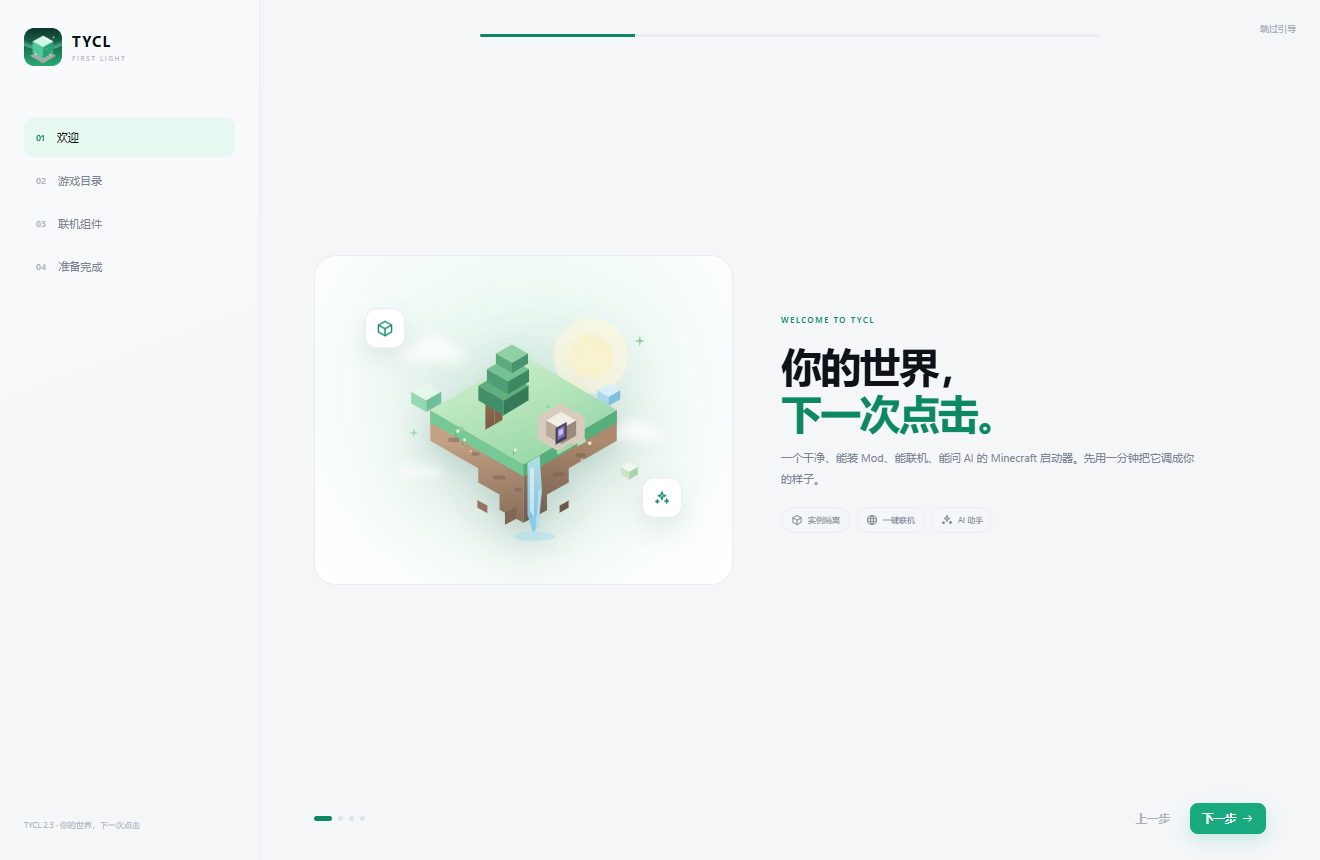 TYCL
FIRST LIGHT
01 欢迎
02 游戏目录
03 联机组件
04 准备完成
TYCL 2.3 · 你的世界，下一次点击
跳过引导
WELCOME TO TYCL
你的世界，
下一次点击。
一个干净、能装 Mod、能联机、能问 AI 的 Minecraft 启动器。先用一分钟把它调成你
的样子。
实例隔离
一键联机
AI 助手
上一步
下一步 →